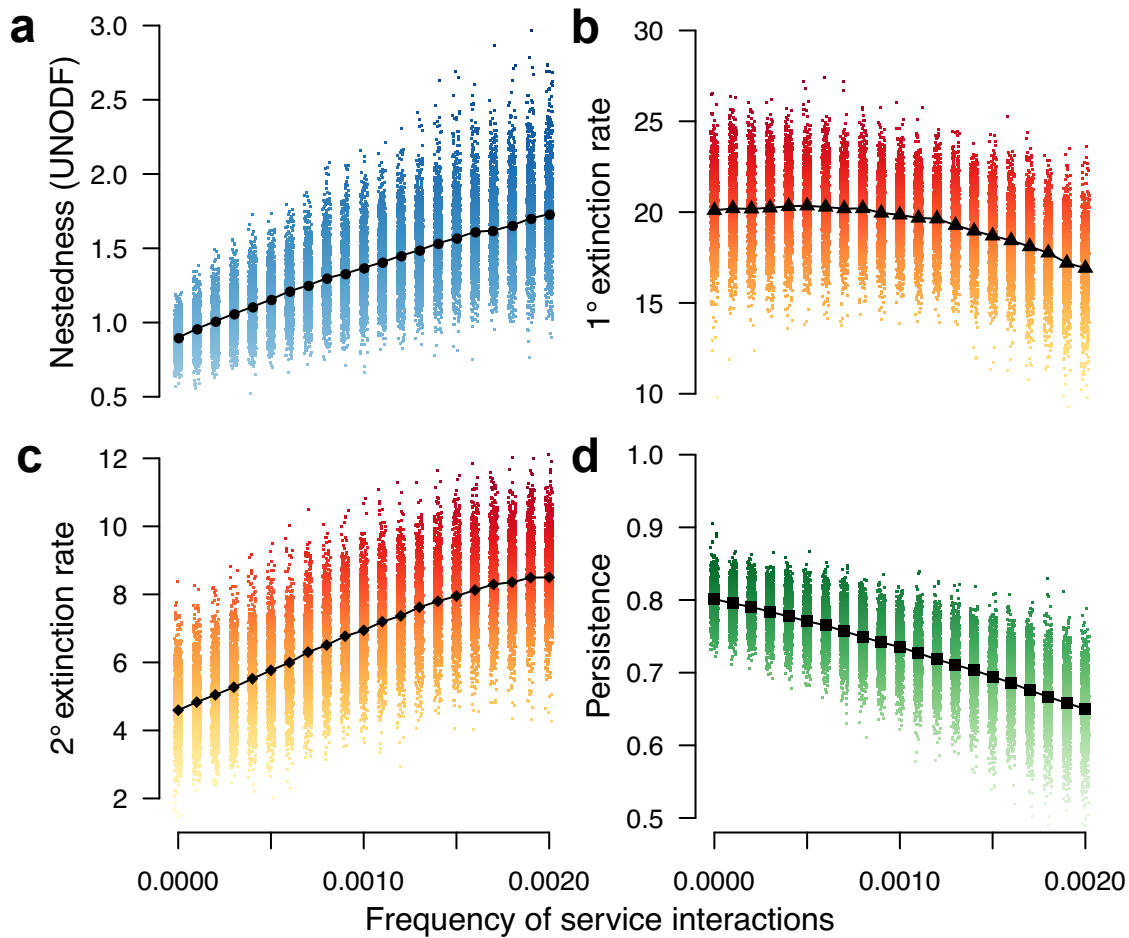 a
Nestedness (UNODF)
3.0
2.5
2.0
1.5
1.0
0.5
b
1° extinction rate
30
25
20
15
10
c
2° extinction rate
12
10
8
6
4
2
0.0000 0.0010 0.0020
d
Persistence
1.0
0.9
0.8
0.7
0.6
0.5
0.0000 0.0010 0.0020
Frequency of service interactions